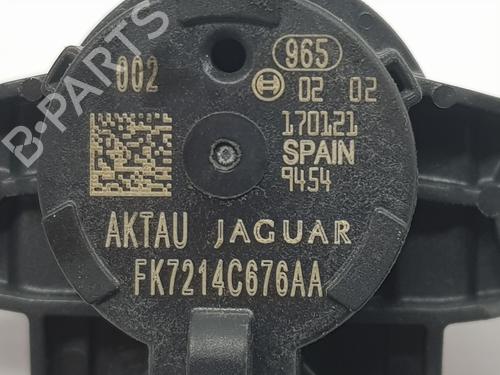 002
965
02 02
170121
SPAIN
9454
AKTAU JAGUAR
FK7214C676AA
B-PARTS